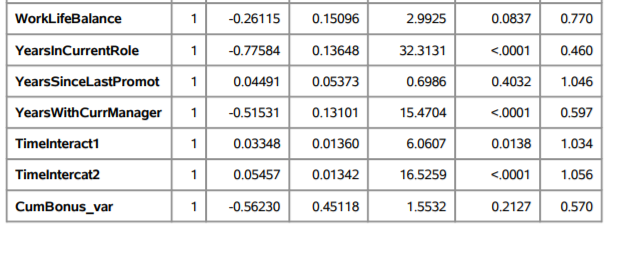 WorkLifeBalance 1 -0.26115 0.15096 2.9925 0.0837 0.770
YearsInCurrentRole 1 -0.77584 0.13648 32.3131 <.0001 0.460
YearsSinceLastPromot 1 0.04491 0.05373 0.6986 0.4032 1.046
YearsWithCurrManager 1 -0.51531 0.13101 15.4704 <.0001 0.597
TimeInteract1 1 0.03348 0.01360 6.0607 0.0138 1.034
TimeIntercat2 1 0.05457 0.01342 16.5259 <.0001 1.056
CumBonus_var 1 -0.56230 0.45118 1.5532 0.2127 0.570